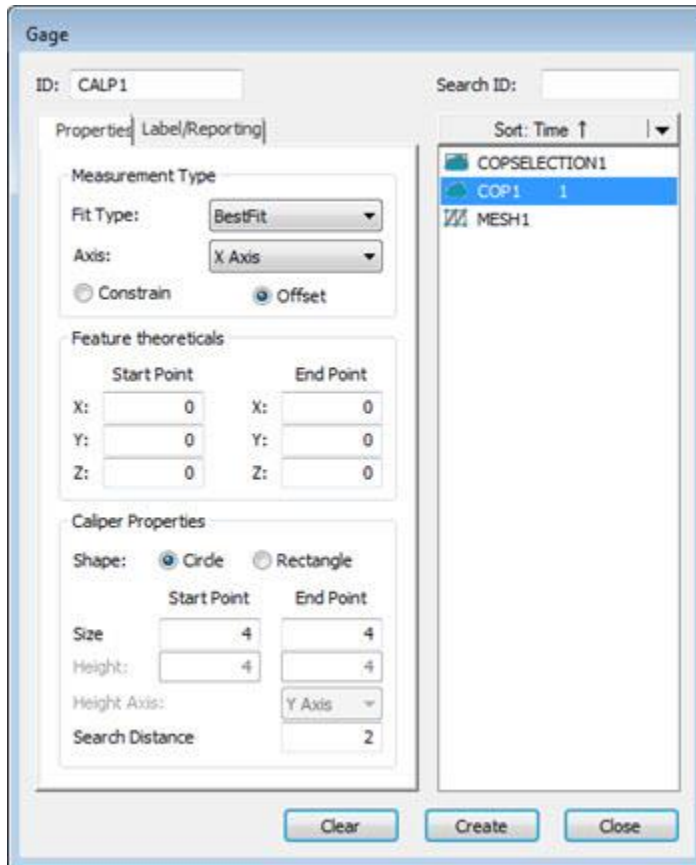 Gage
ID: CALP1 Search ID:
Properties Label/Reporting Sort: Time ↑
COPSELECTION1
COP1 1
MESH1
Measurement Type
Fit Type: BestFit
Axis: X Axis
Constrain Offset
Feature theoreticals
Start Point End Point
X: 0 X: 0
Y: 0 Y: 0
Z: 0 Z: 0
Caliper Properties
Shape: Circle Rectangle
Start Point End Point
Size 4 4
Height: 4 4
Height Axis: Y Axis
Search Distance 2
Clear Create Close